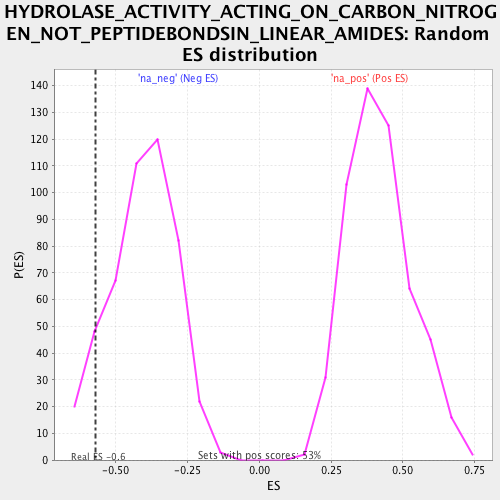 HYDROLASE_ACTIVITY_ACTING_ON_CARBON_NITROG
EN_NOT_PEPTIDEBONDSIN_LINEAR_AMIDES: Random
ES distribution
'na_neg' (Neg ES) 'na_pos' (Pos ES)
140
130
120
110
100
90
80
70
60
50
40
30
20
10
0
P(ES)
Real ES -0.6 Sets with pos scores: 53%
-0.50 -0.25 0.00 0.25 0.50 0.75
ES